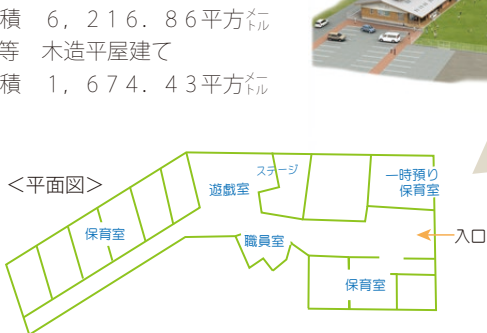 積　６，２１６．８６平方メートル
等　木造平屋建て
積　１，６７４．４３平方メートル
＜平面図＞
ステージ
遊戯室
一時預り
保育室
保育室
職員室
入口
保育室